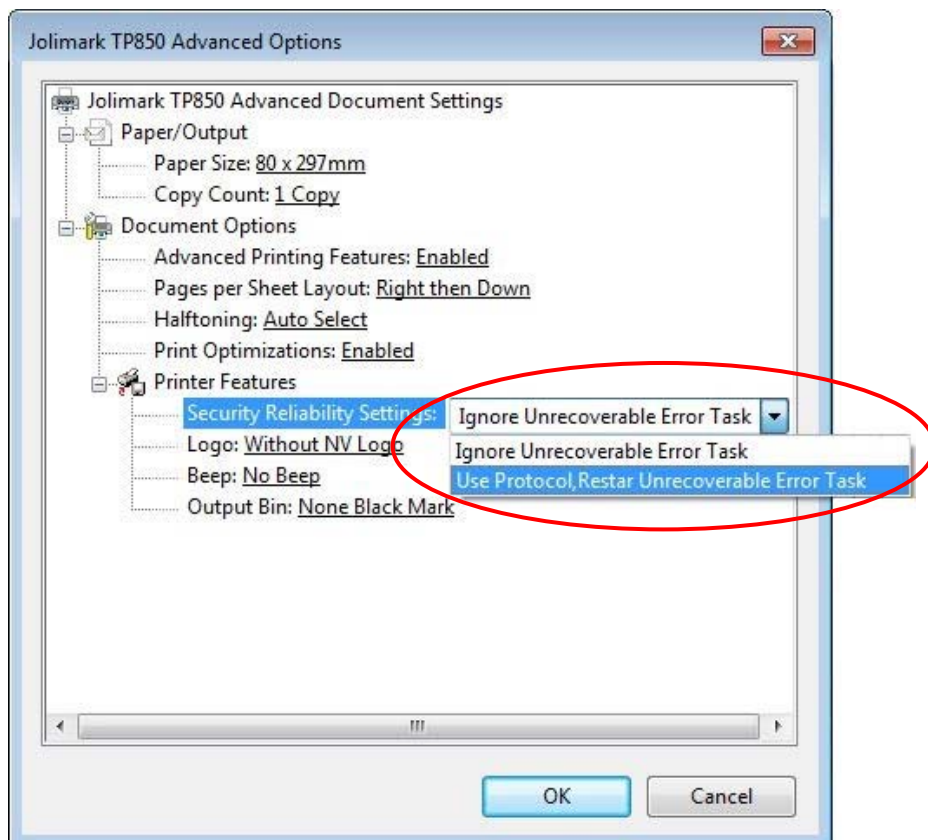 Jolimark TP850 Advanced Options
Jolimark TP850 Advanced Document Settings
Paper/Output
Paper Size: 80 x 297mm
Copy Count: 1 Copy
Document Options
Advanced Printing Features: Enabled
Pages per Sheet Layout: Right then Down
Halftoning: Auto Select
Print Optimizations: Enabled
Printer Features
Security Reliability Settings: Ignore Unrecoverable Error Task
Ignore Unrecoverable Error Task
Use Protocol,Restar Unrecoverable Error Task
Logo: Without NV Logo
Beep: No Beep
Output Bin: None Black Mark
OK
Cancel